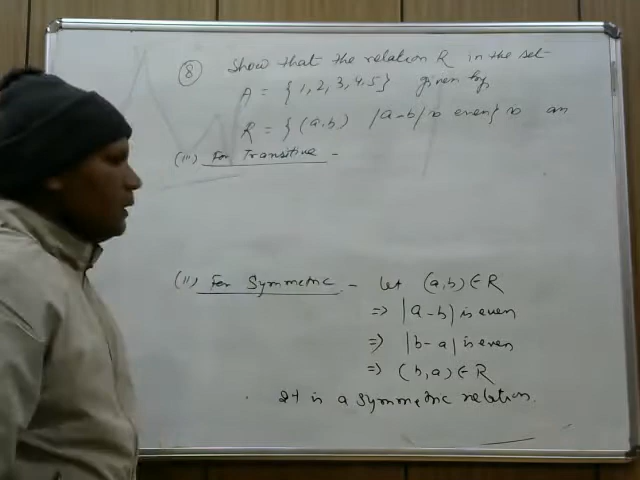 (8) Show that the relation R in the set
A = {1, 2, 3, 4.5} given by
R = {(a,b) |a-b| is even} is an
(iii) For Transitive -
(ii) For Symmetric - Let (a,b) ∈ R
=> |a-b| is even
=> |b-a| is even
=> (b,a) ∈ R
It is a symmetric relation.